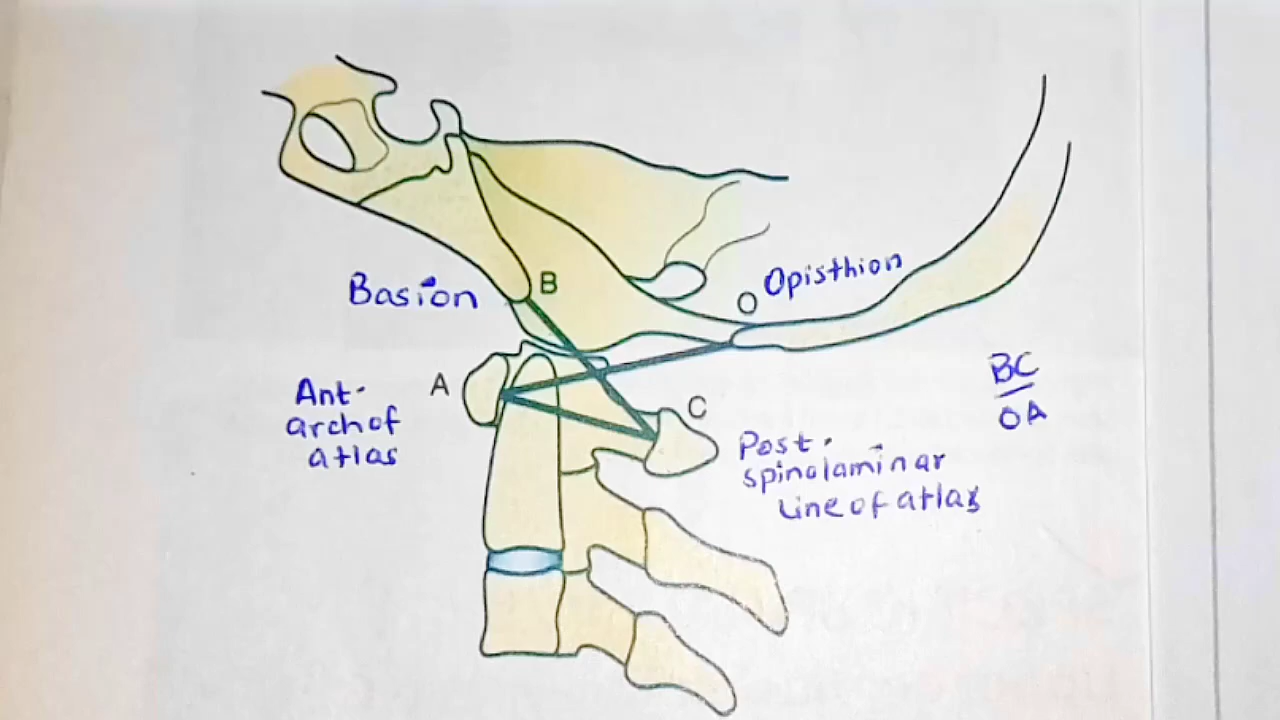 B
Basion
O Opisthion
A
Ant-
arch of
atlas
C
Post.
spinolaminar
Line of atlas
BC
OA